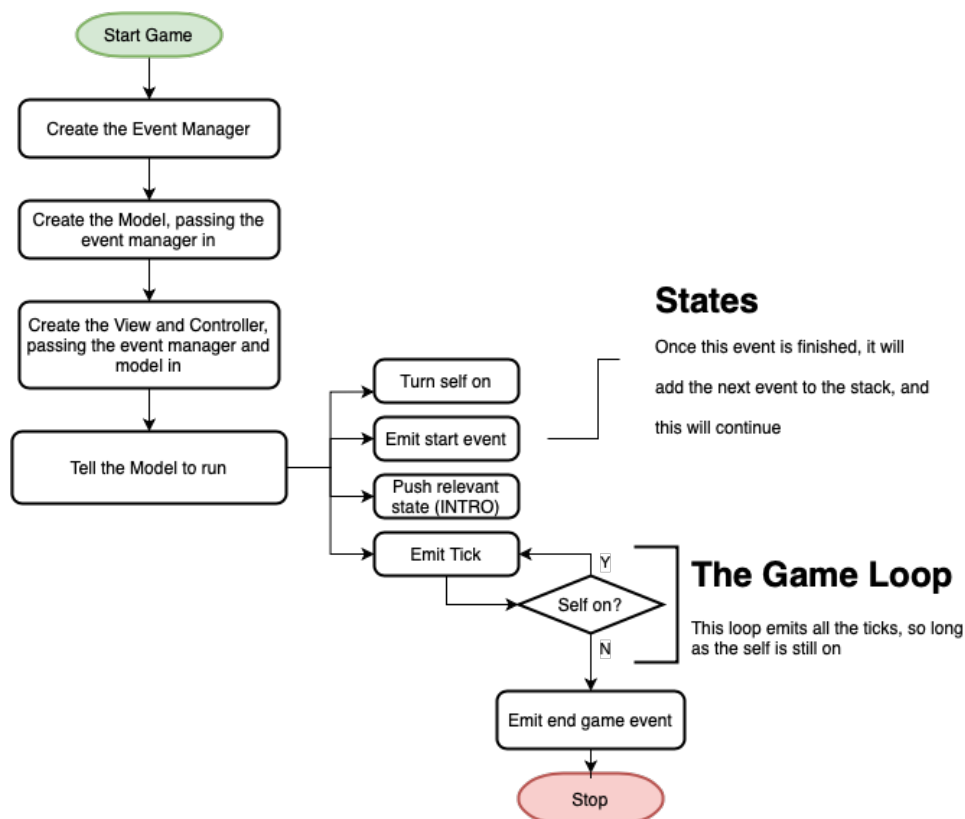 Start Game
Create the Event Manager
Create the Model, passing the
event manager in
Create the View and Controller,
passing the event manager and
model in
Tell the Model to run
Turn self on
Emit start event
Push relevant
state (INTRO)
Emit Tick
Y
Self on?
N
Emit end game event
Stop
States
Once this event is finished, it will
add the next event to the stack, and
this will continue
The Game Loop
This loop emits all the ticks, so long
as the self is still on